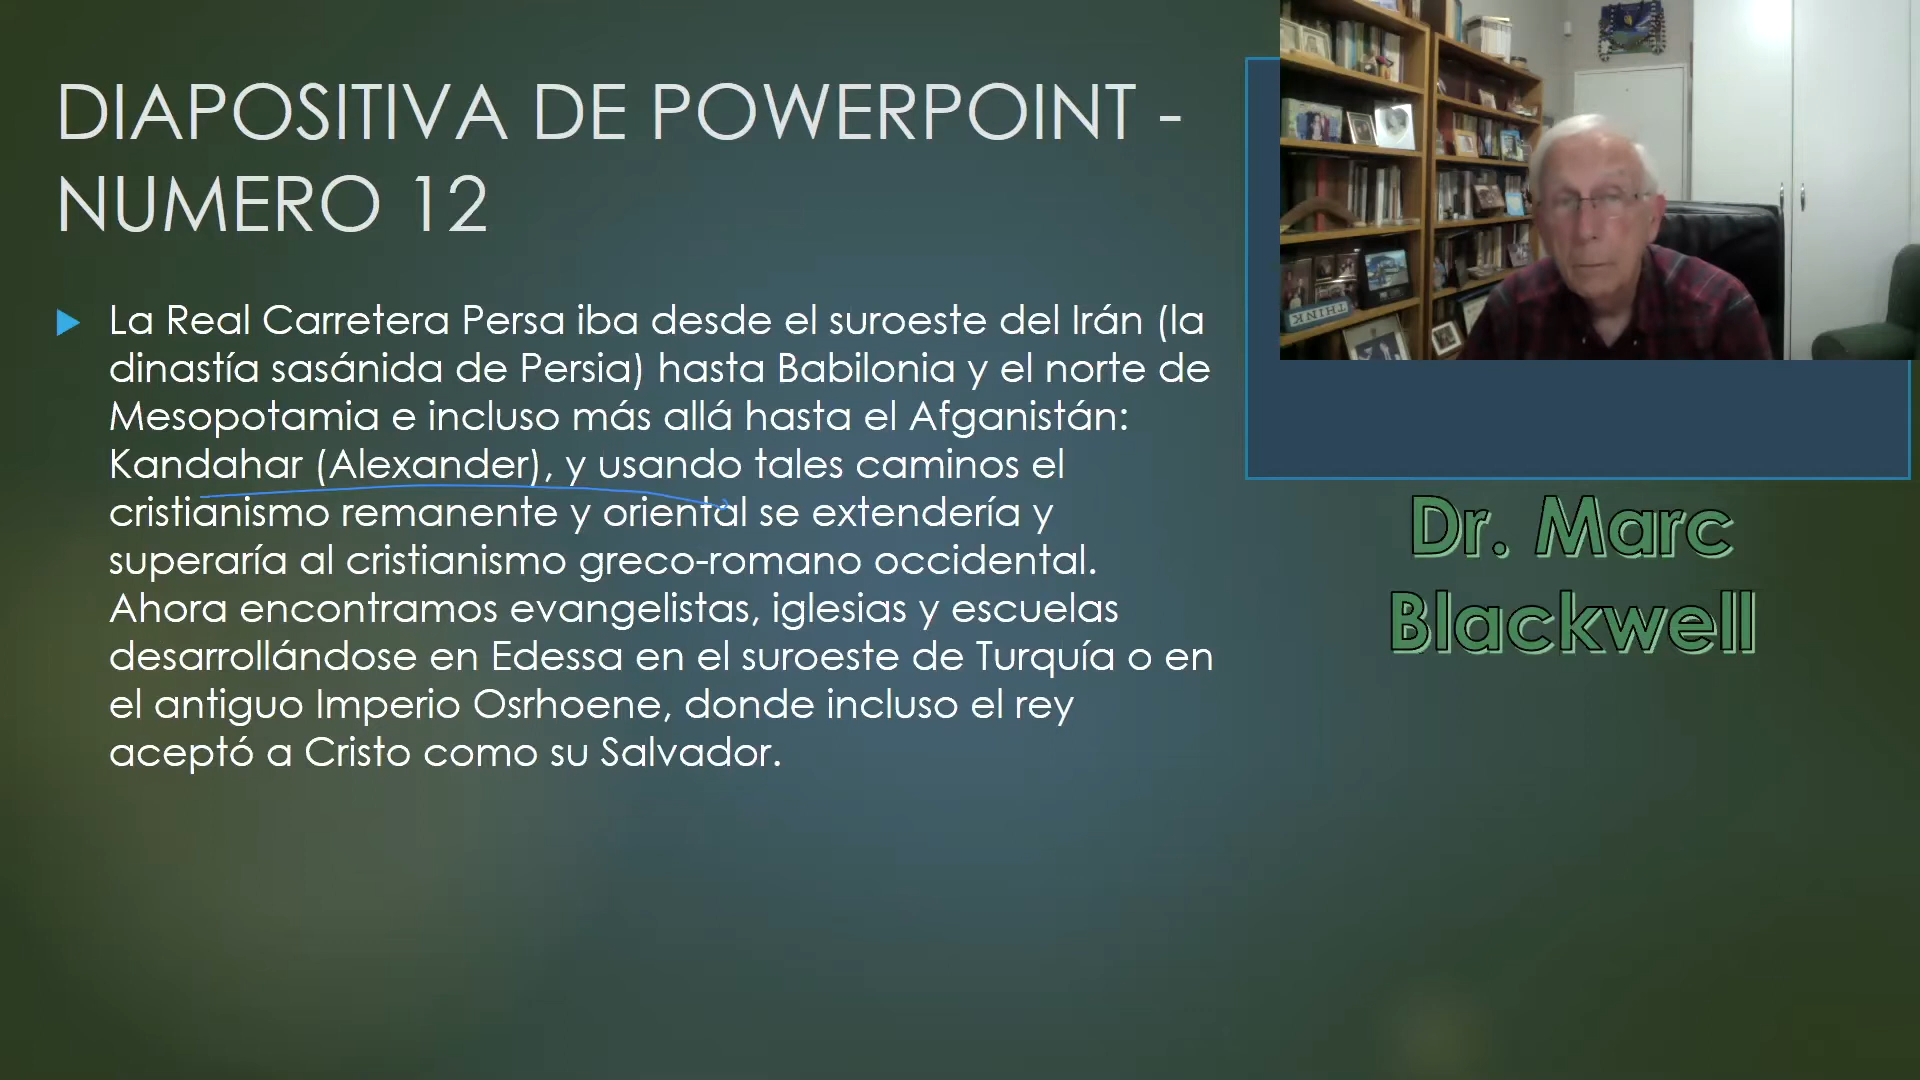 DIAPOSITIVA DE POWERPOINT -
NUMERO 12
La Real Carretera Persa iba desde el suroeste del Irán (la
dinastía sasánida de Persia) hasta Babilonia y el norte de
Mesopotamia e incluso más allá hasta el Afganistán:
Kandahar (Alexander), y usando tales caminos el
cristianismo remanente y oriental se extendería y
superaría al cristianismo greco-romano occidental.
Ahora encontramos evangelistas, iglesias y escuelas
desarrollándose en Edessa en el suroeste de Turquía o en
el antiguo Imperio Osrhoene, donde incluso el rey
aceptó a Cristo como su Salvador.
THINK
Dr. Marc
Blackwell